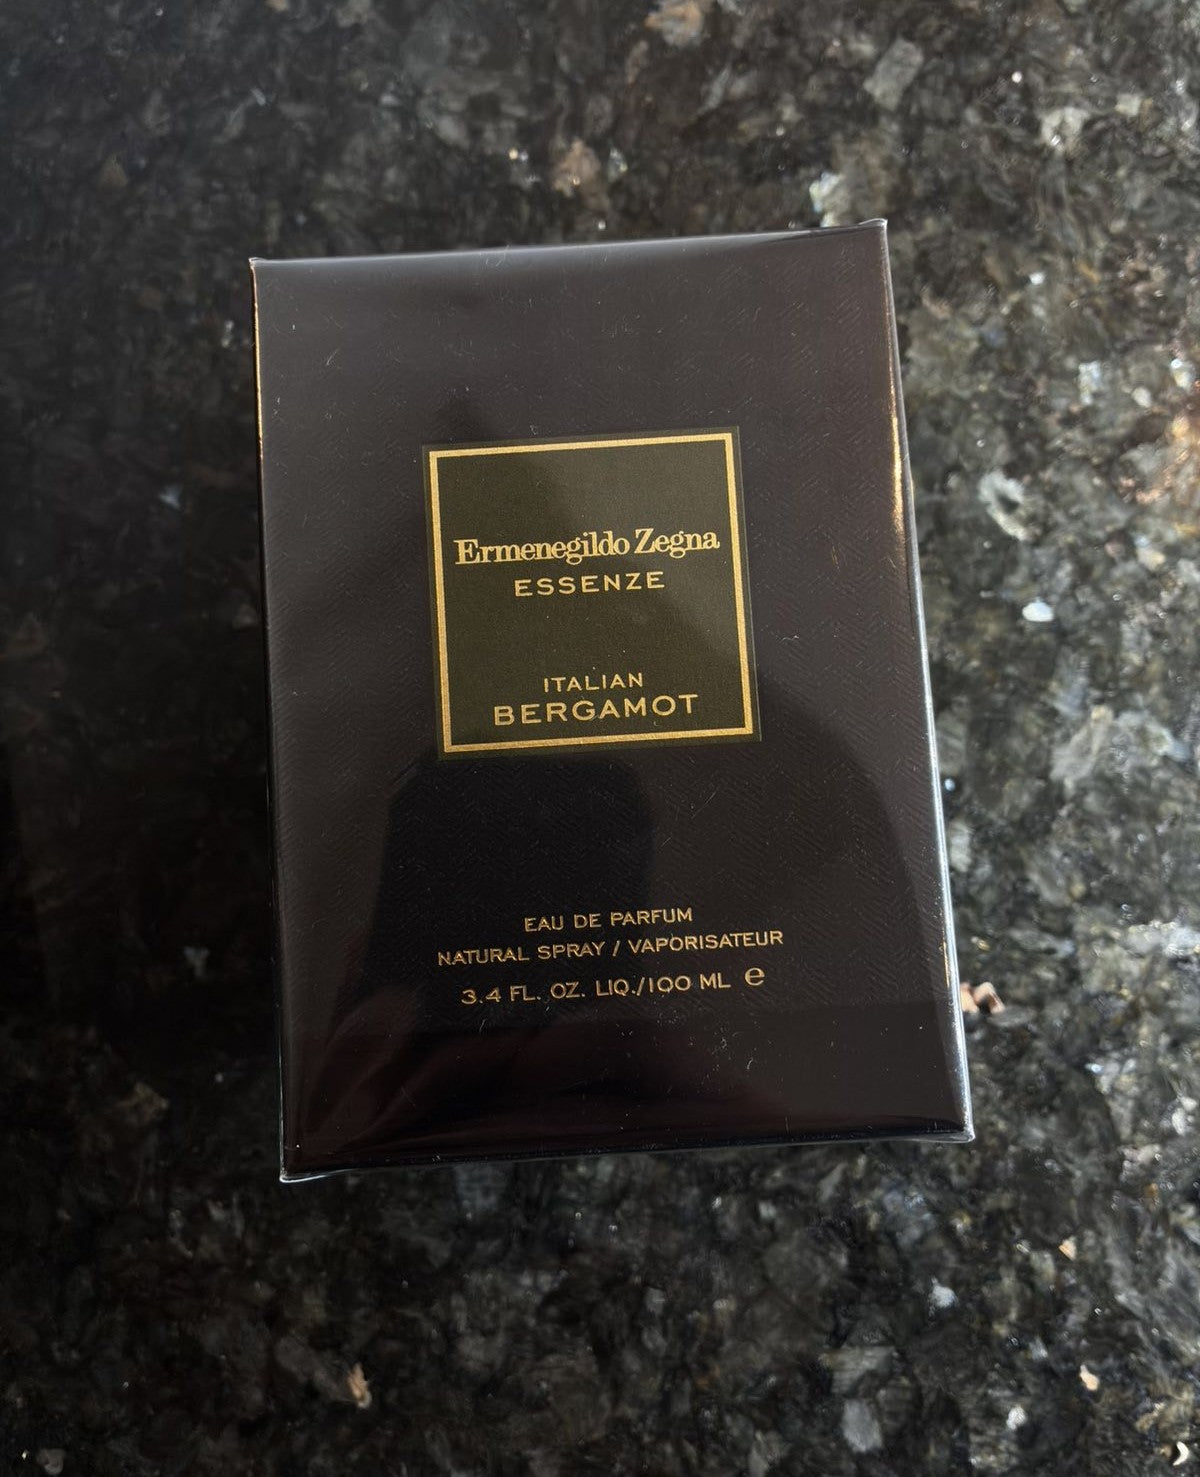 Ermenegildo Zegna
ESSENZE
ITALIAN
BERGAMOT
EAU DE PARFUM
NATURAL SPRAY / VAPORISATEUR
3.4 FL. OZ. LIQ./100 ML ℮